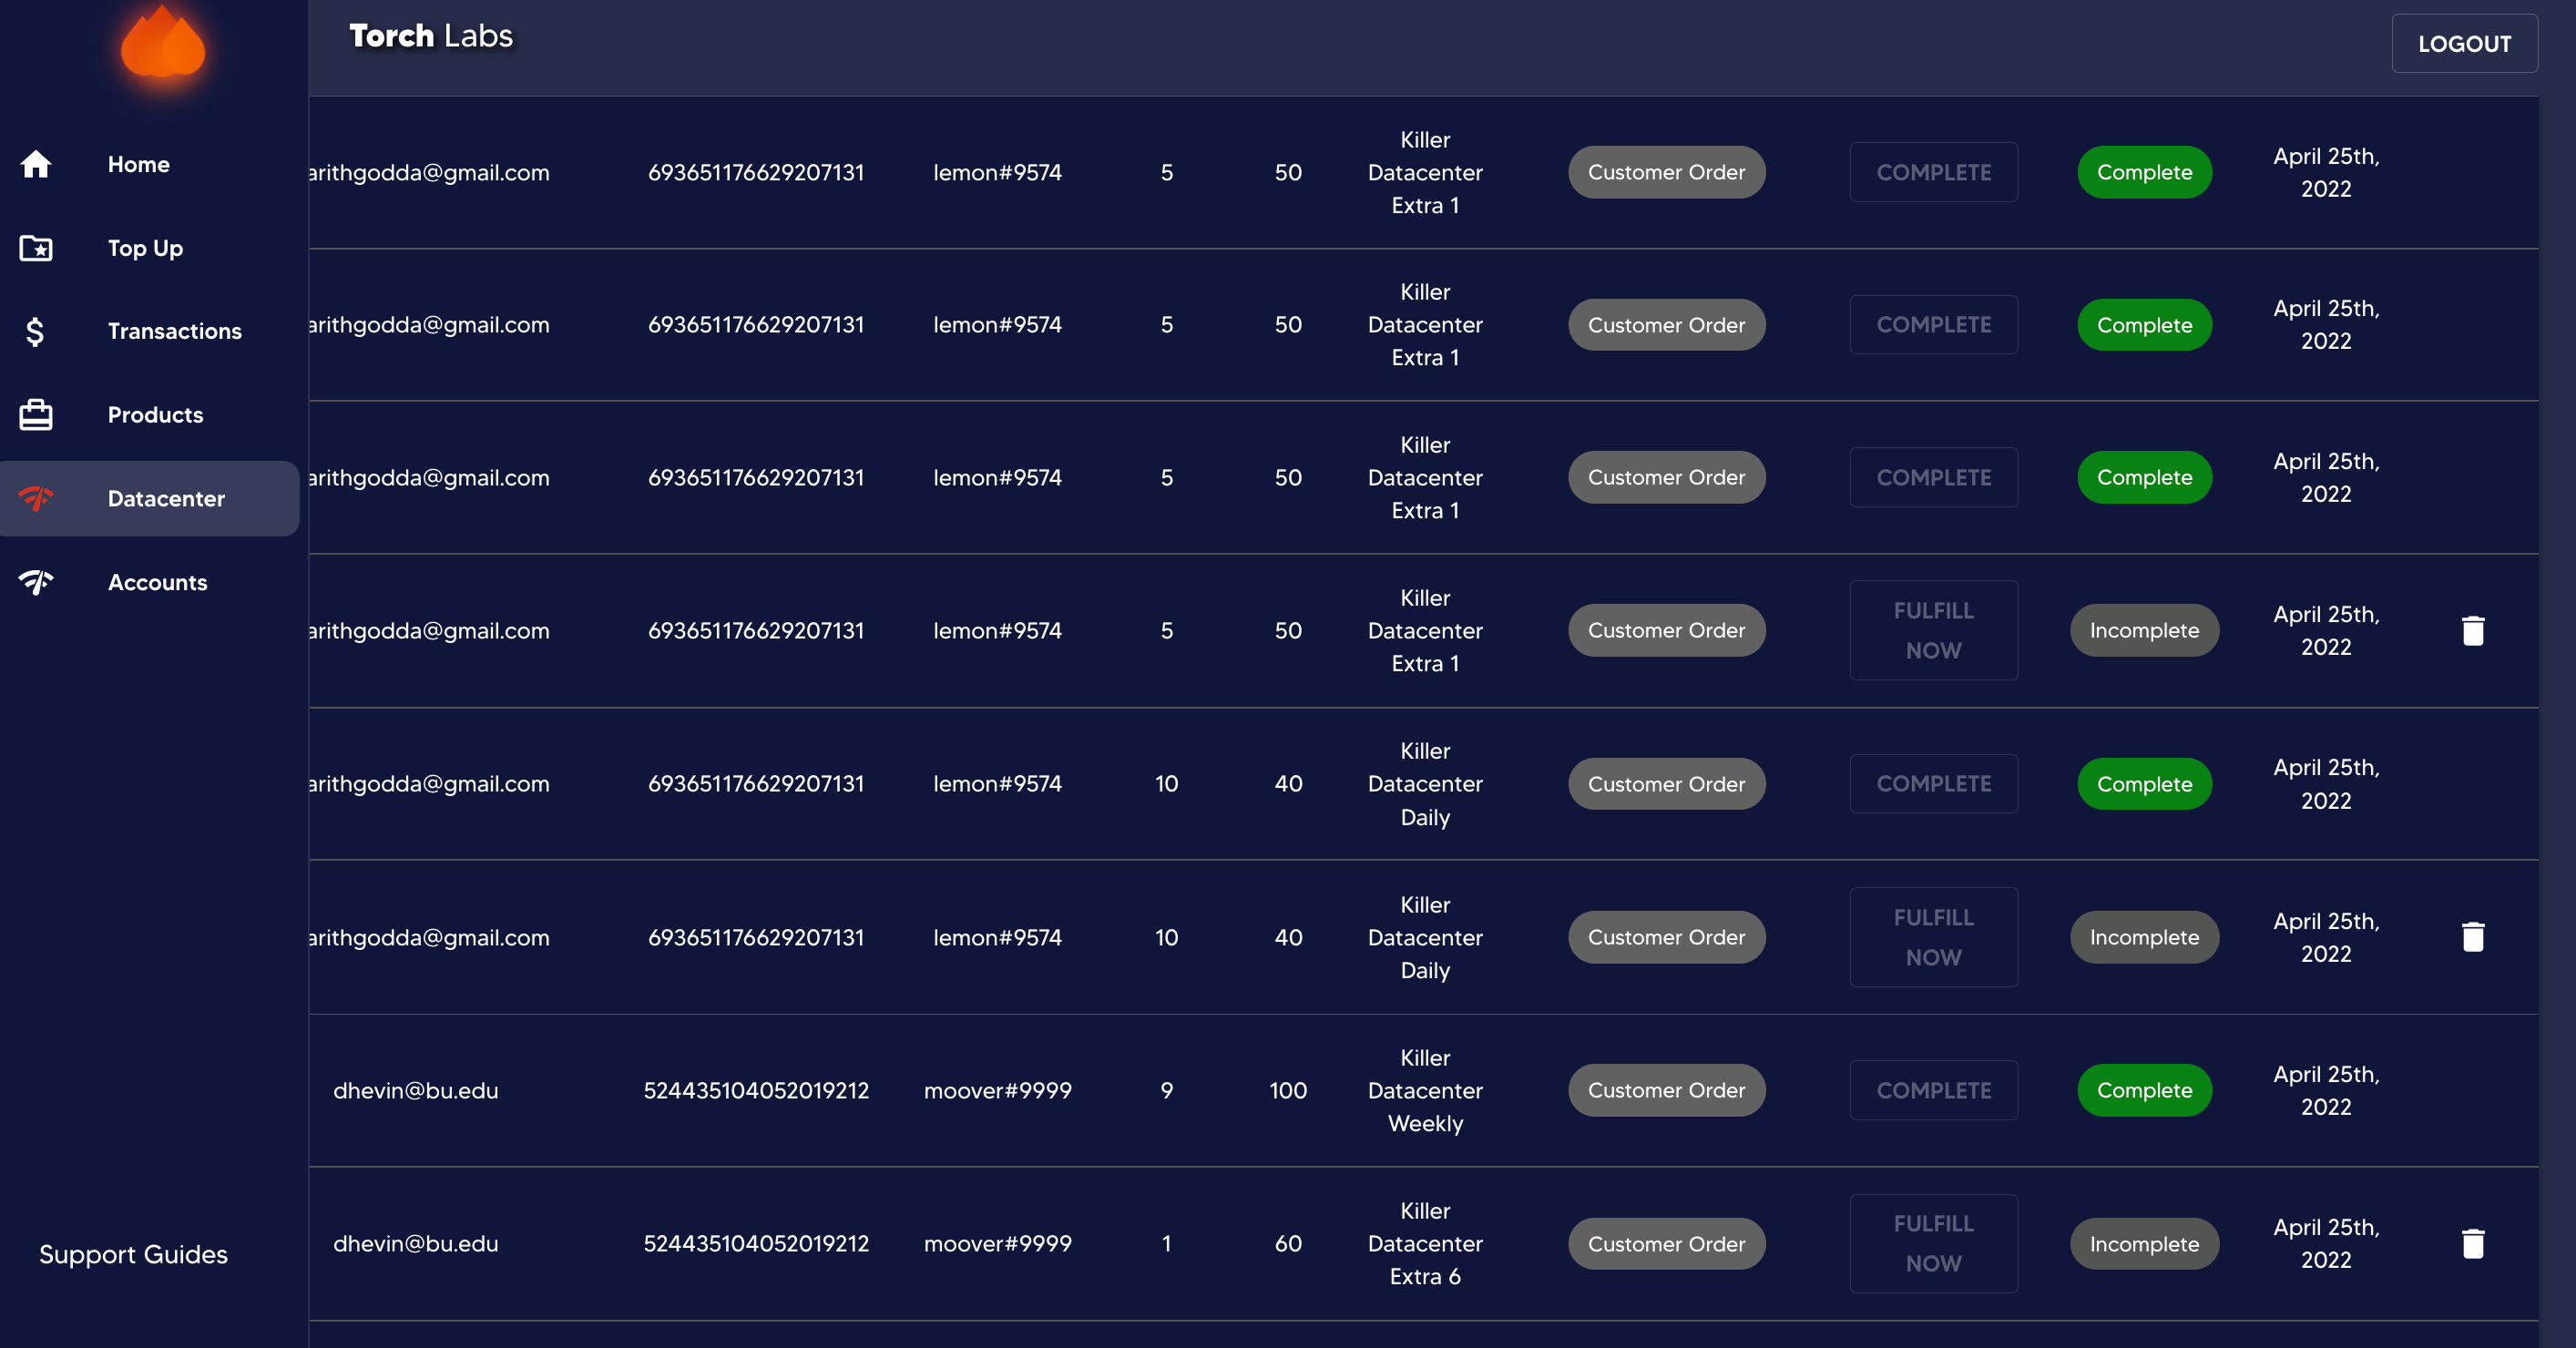 Torch Labs
LOGOUT
Home
Top Up
Transactions
Products
Datacenter
Accounts
Support Guides
arithgodda@gmail.com 693651176629207131 lemon#9574 5 50 Killer Datacenter Extra 1 Customer Order COMPLETE Complete April 25th, 2022
arithgodda@gmail.com 693651176629207131 lemon#9574 5 50 Killer Datacenter Extra 1 Customer Order COMPLETE Complete April 25th, 2022
arithgodda@gmail.com 693651176629207131 lemon#9574 5 50 Killer Datacenter Extra 1 Customer Order COMPLETE Complete April 25th, 2022
arithgodda@gmail.com 693651176629207131 lemon#9574 5 50 Killer Datacenter Extra 1 Customer Order FULFILL NOW Incomplete April 25th, 2022
arithgodda@gmail.com 693651176629207131 lemon#9574 10 40 Killer Datacenter Daily Customer Order COMPLETE Complete April 25th, 2022
arithgodda@gmail.com 693651176629207131 lemon#9574 10 40 Killer Datacenter Daily Customer Order FULFILL NOW Incomplete April 25th, 2022
dhevin@bu.edu 524435104052019212 moover#9999 9 100 Killer Datacenter Weekly Customer Order COMPLETE Complete April 25th, 2022
dhevin@bu.edu 524435104052019212 moover#9999 1 60 Killer Datacenter Extra 6 Customer Order FULFILL NOW Incomplete April 25th, 2022